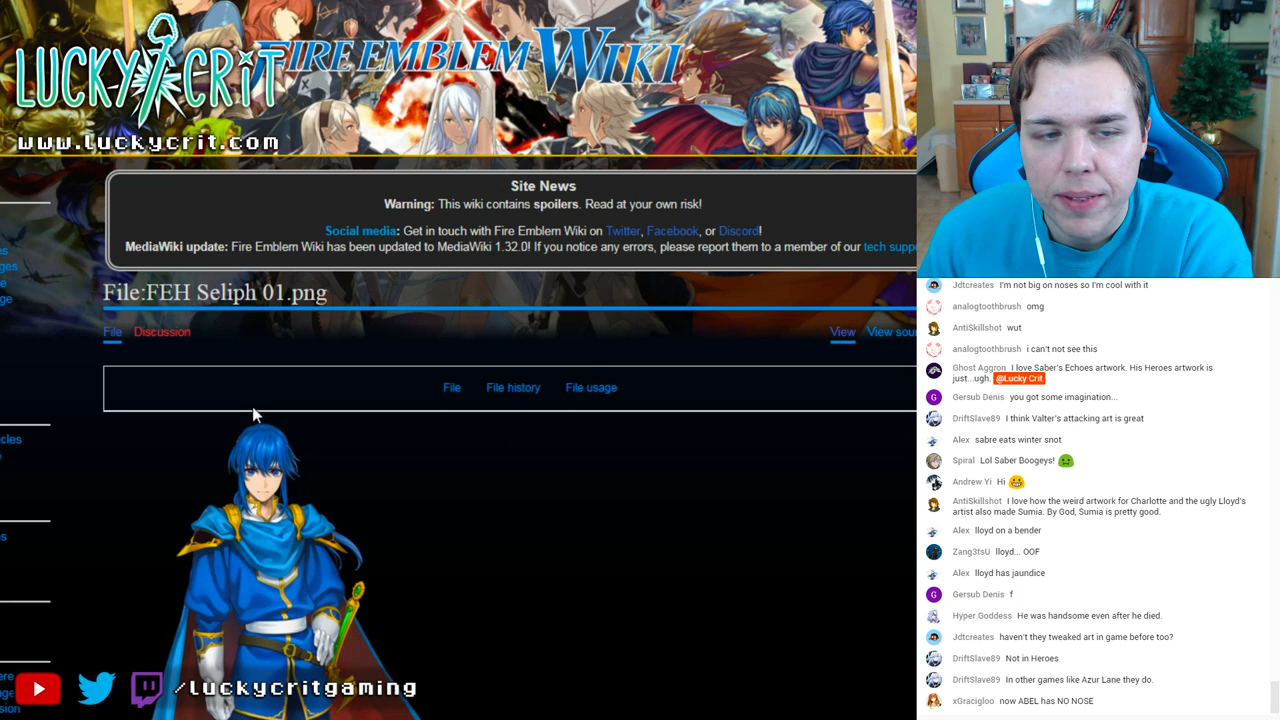 LUCKY CRIT
FIRE EMBLEM WIKI
www.luckycrit.com
Site News
Warning: This wiki contains spoilers. Read at your own risk!
Social media: Get in touch with Fire Emblem Wiki on Twitter, Facebook, or Discord!
MediaWiki update: Fire Emblem Wiki has been updated to MediaWiki 1.32.0! If you notice any errors, please report them to a member of our tech suppo
es
ges
e
ge
File:FEH Seliph 01.png
File Discussion
View View sour
File File history File usage
cles
s
s
ere
ge
sion
/luckycritgaming
Jdtcreates I'm not big on noses so I'm cool with it
analogtoothbrush omg
AntiSkillshot wut
analogtoothbrush i can't not see this
Ghost Aggron I love Saber's Echoes artwork. His Heroes artwork is
just...ugh. @Lucky Crit
G Gersub Denis you got some imagination...
DriftSlave89 I think Valter's attacking art is great
Alex sabre eats winter snot
Spiral Lol Saber Boogeys!
Andrew Yi Hi
AntiSkillshot I love how the weird artwork for Charlotte and the ugly Lloyd's
artist also made Sumia. By God, Sumia is pretty good.
Alex lloyd on a bender
Zang3tsU lloyd... OOF
Alex lloyd has jaundice
G Gersub Denis f
Hyper Goddess He was handsome even after he died.
Jdtcreates haven't they tweaked art in game before too?
DriftSlave89 Not in Heroes
DriftSlave89 In other games like Azur Lane they do.
xGracigloo now ABEL has NO NOSE